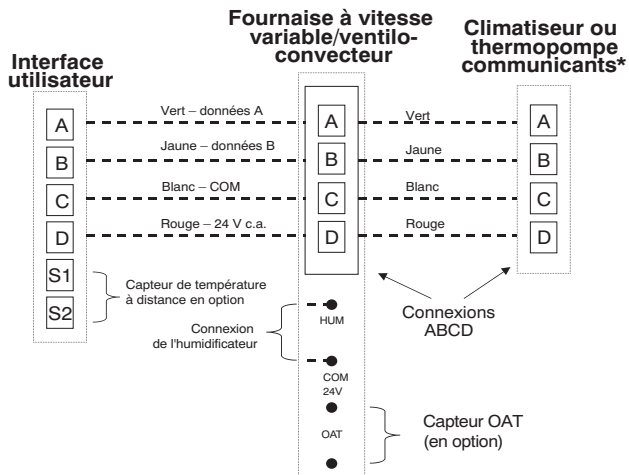 Interface
utilisateur
Fournaise à vitesse
variable/ventilo-
convecteur
Climatiseur ou
thermopompe
communicants*
A
Vert – données A
A
Vert
A
B
Jaune – données B
B
Jaune
B
C
Blanc – COM
C
Blanc
C
D
Rouge – 24 V c.a.
D
Rouge
D
S1
S2
Capteur de température
à distance en option
Connexion
de l'humidificateur
HUM
COM
24V
OAT
Connexions
ABCD
Capteur OAT
(en option)